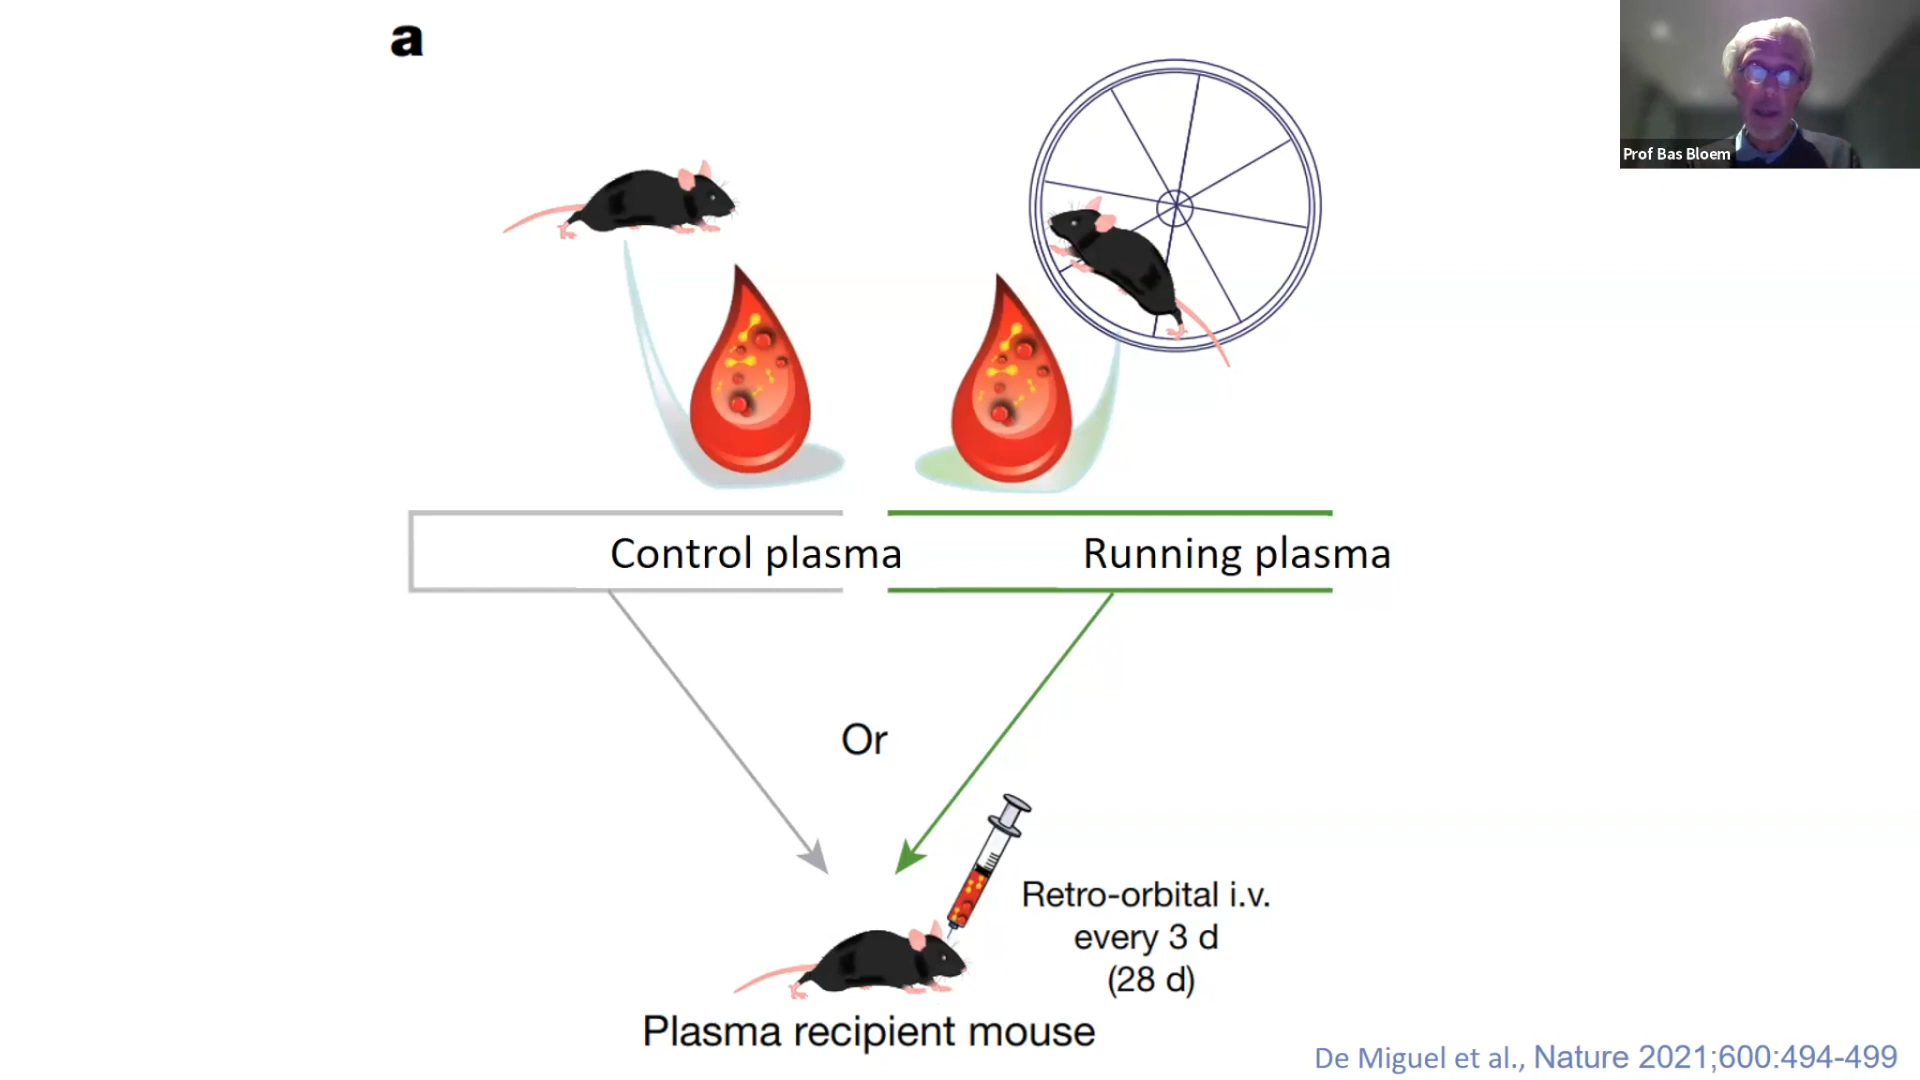 a
Prof Bas Bloem
Control plasma
Running plasma
Or
Retro-orbital i.v.
every 3 d
(28 d)
Plasma recipient mouse
De Miguel et al., Nature 2021;600:494-499